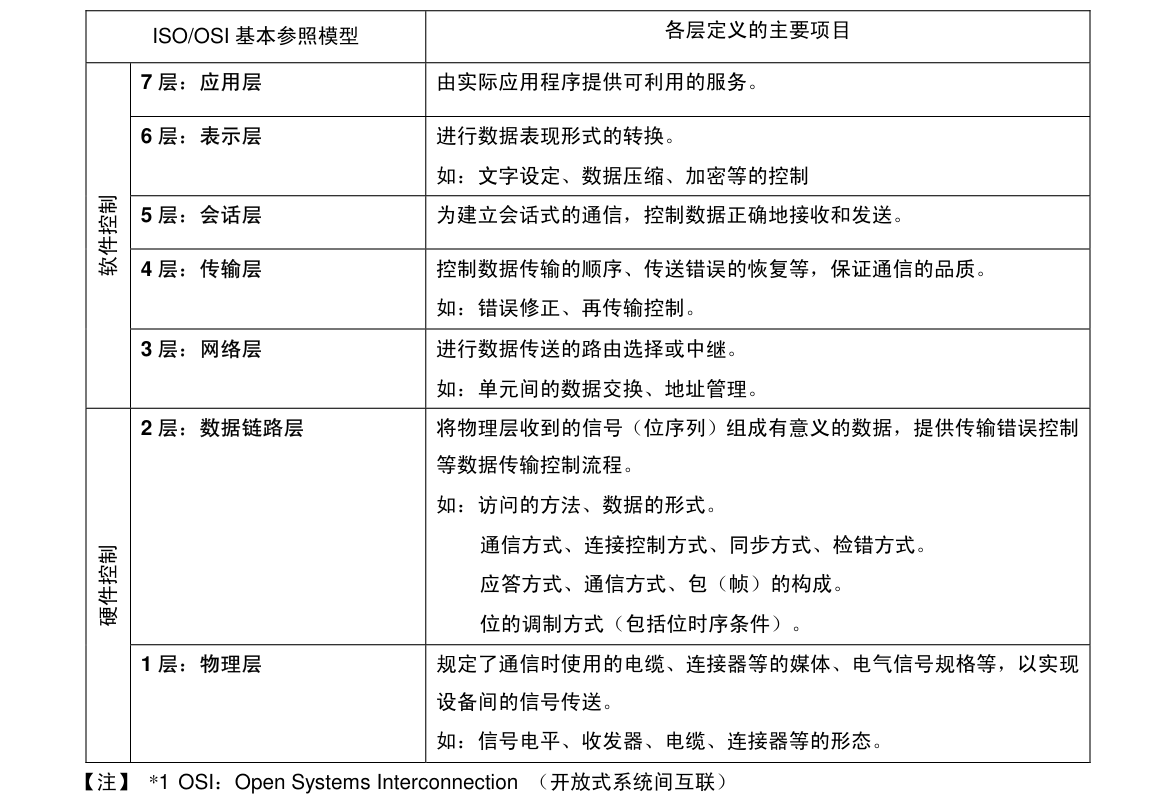 ISO/OSI 基本参照模型
各层定义的主要项目
软件控制
7 层：应用层
由实际应用程序提供可利用的服务。
6 层：表示层
进行数据表现形式的转换。
如：文字设定、数据压缩、加密等的控制
5 层：会话层
为建立会话式的通信，控制数据正确地接收和发送。
4 层：传输层
控制数据传输的顺序、传送错误的恢复等，保证通信的品质。
如：错误修正、再传输控制。
3 层：网络层
进行数据传送的路由选择或中继。
如：单元间的数据交换、地址管理。
硬件控制
2 层：数据链路层
将物理层收到的信号（位序列）组成有意义的数据，提供传输错误控制
等数据传输控制流程。
如：访问的方法、数据的形式。
通信方式、连接控制方式、同步方式、检错方式。
应答方式、通信方式、包（帧）的构成。
位的调制方式（包括位时序条件）。
1 层：物理层
规定了通信时使用的电缆、连接器等的媒体、电气信号规格等，以实现
设备间的信号传送。
如：信号电平、收发器、电缆、连接器等的形态。
【注】 *1 OSI：Open Systems Interconnection （开放式系统间互联）